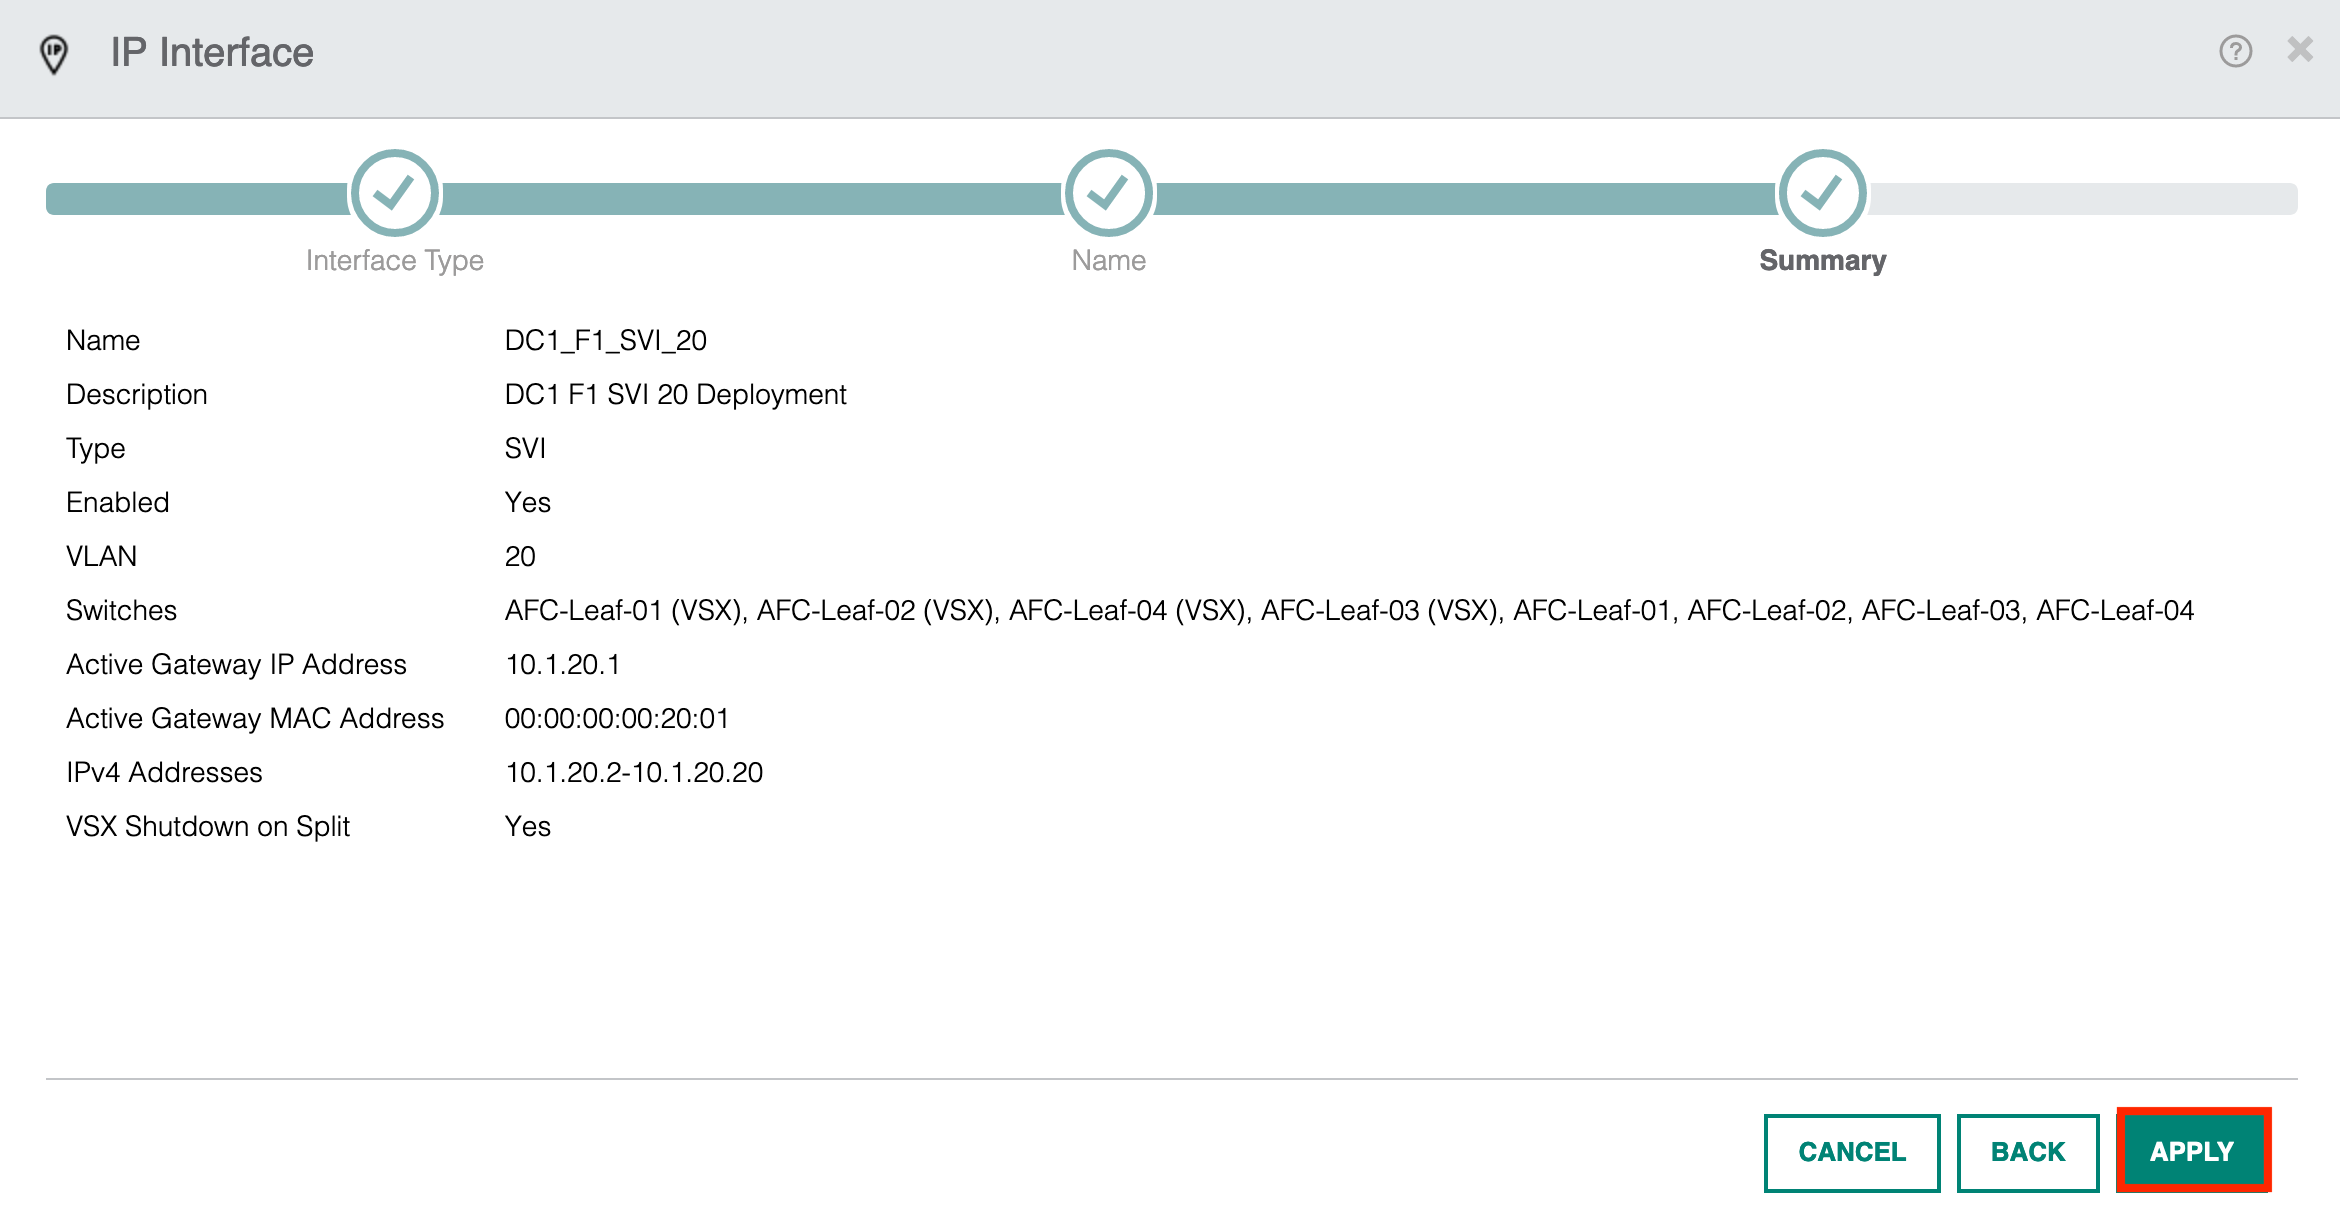 IP Interface
Interface Type
Name
Summary
Name DC1_F1_SVI_20
Description DC1 F1 SVI 20 Deployment
Type SVI
Enabled Yes
VLAN 20
Switches AFC-Leaf-01 (VSX), AFC-Leaf-02 (VSX), AFC-Leaf-04 (VSX), AFC-Leaf-03 (VSX), AFC-Leaf-01, AFC-Leaf-02, AFC-Leaf-03, AFC-Leaf-04
Active Gateway IP Address 10.1.20.1
Active Gateway MAC Address 00:00:00:00:20:01
IPv4 Addresses 10.1.20.2-10.1.20.20
VSX Shutdown on Split Yes
CANCEL
BACK
APPLY